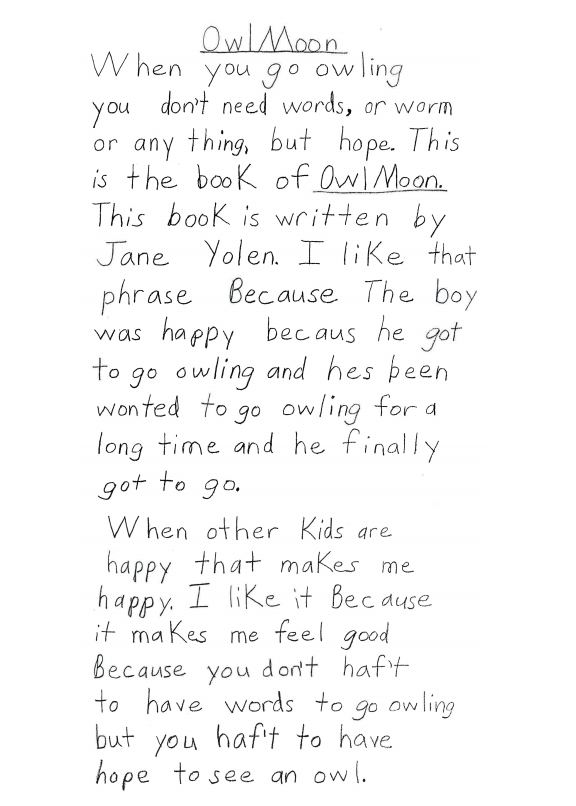 Owl Moon
When you go owling
you don't need words, or worm
or any thing, but hope. This
is the book of Owl Moon.
This book is written by
Jane Yolen. I like that
phrase Because The boy
was happy becaus he got
to go owling and hes been
wonted to go owling for a
long time and he finally
got to go.
When other Kids are
happy that makes me
happy. I like it Because
it makes me feel good
Because you don't haf't
to have words to go owling
but you haf't to have
hope to see an owl.